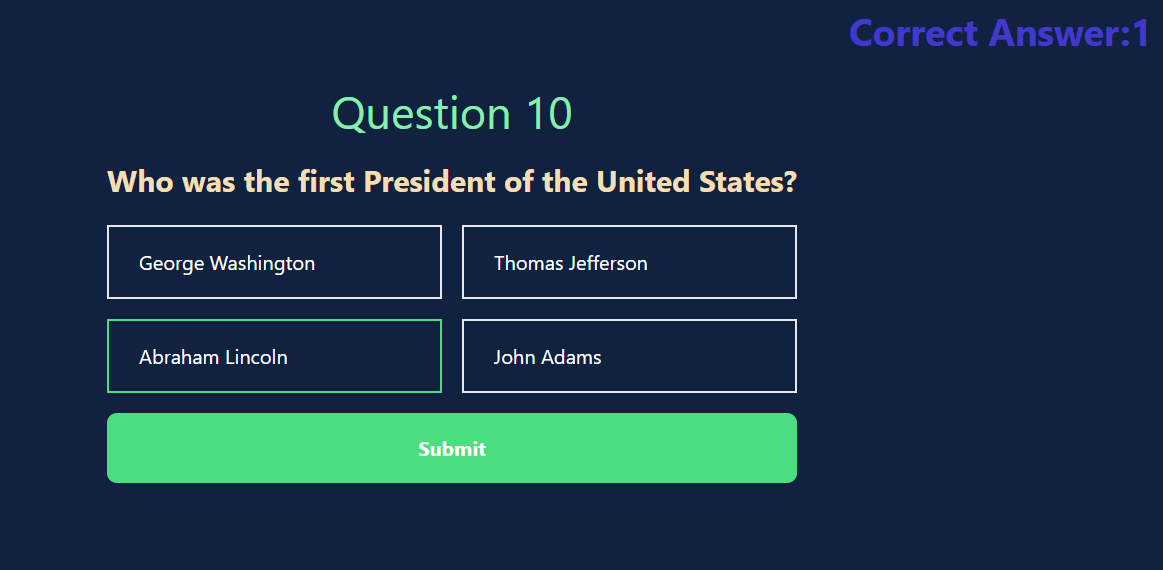 Correct Answer:1
Question 10
Who was the first President of the United States?
George Washington
Thomas Jefferson
Abraham Lincoln
John Adams
Submit